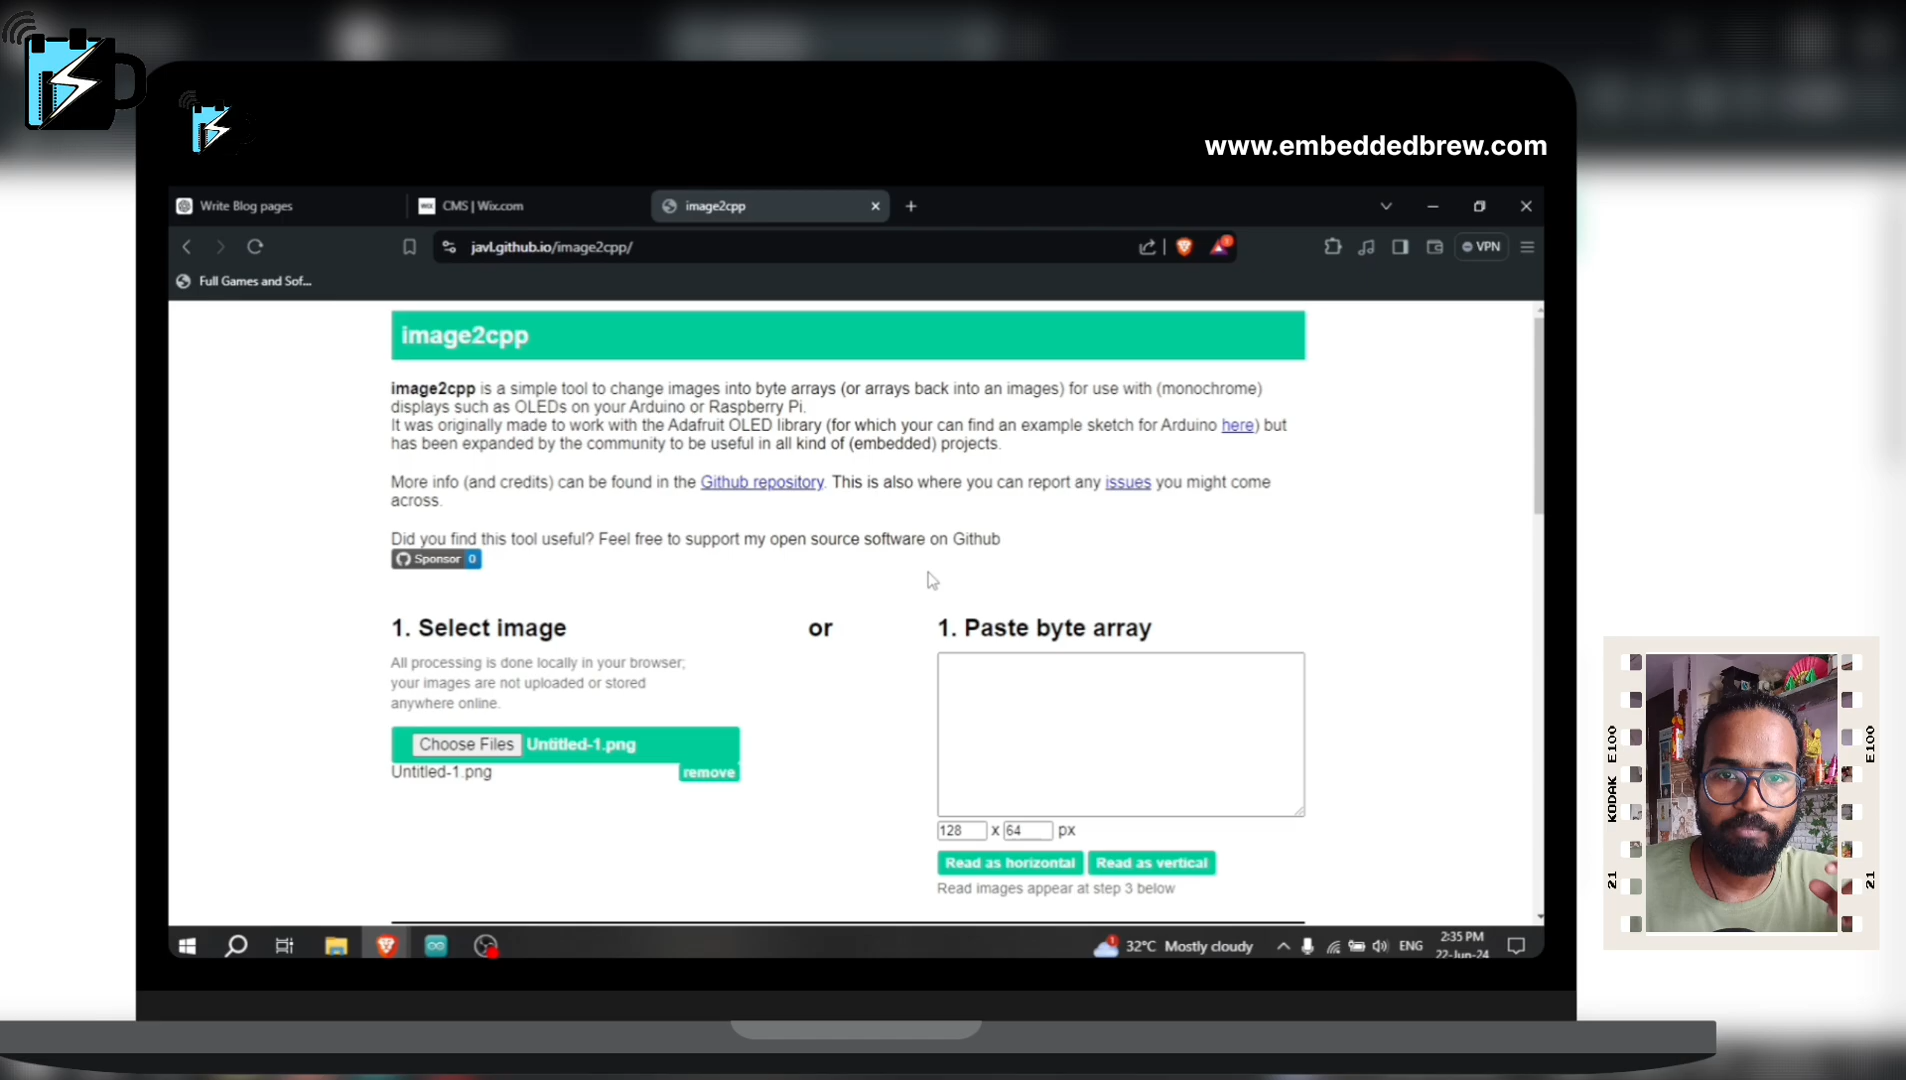 www.embeddedbrew.com
Write Blog pages
CMS | Wix.com
image2cpp
javl.github.io/image2cpp/
VPN
Full Games and Sof...
image2cpp
image2cpp is a simple tool to change images into byte arrays (or arrays back into an images) for use with (monochrome)
displays such as OLEDs on your Arduino or Raspberry Pi.
It was originally made to work with the Adafruit OLED library (for which your can find an example sketch for Arduino here) but
has been expanded by the community to be useful in all kind of (embedded) projects.
More info (and credits) can be found in the Github repository. This is also where you can report any issues you might come
across.
Did you find this tool useful? Feel free to support my open source software on Github
Sponsor 0
1. Select image
or
1. Paste byte array
All processing is done locally in your browser;
your images are not uploaded or stored
anywhere online.
Choose Files Untitled-1.png
Untitled-1.png
remove
128 x 64 px
Read as horizontal
Read as vertical
Read images appear at step 3 below
32°C Mostly cloudy
ENG
2:35 PM
22-Jun-24
KODAK E100
E100
21
21